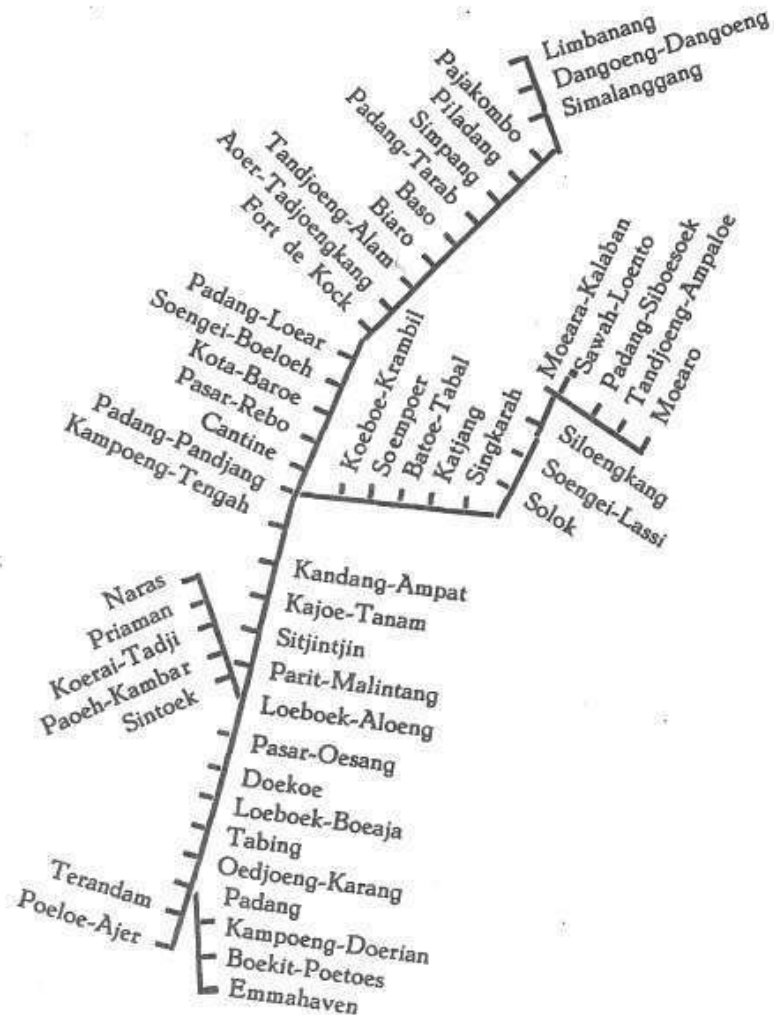 Limbanang
Dangoeng-Dangoeng
Simalanggang
Pajakombo
Piladang
Simpang
Padang-Tarab
Baso
Biaro
Tandjoeng-Alam
Aoer-Tadjoengkang
Fort de Kock
Padang-Loear
Soengei-Boeloeh
Kota-Baroe
Pasar-Rebo
Cantine
Padang-Pandjang
Kampoeng-Tengah
Koeboe-Krambil
Soempoer
Batoe-Tabal
Katjang
Singkarah
Moeara-Kalaban
Sawah-Loento
Padang-Siboesoek
Tandjoeng-Ampaloe
Moearo
Siloengkang
Soengei-Lassi
Solok
Kandang-Ampat
Kajoe-Tanam
Sitjintjin
Parit-Malintang
Loeboek-Aloeng
Naras
Priaman
Koerai-Tadji
Paoeh-Kambar
Sintoek
Pasar-Oesang
Doekoe
Loeboek-Boeaja
Tabing
Oedjoeng-Karang
Padang
Kampoeng-Doerian
Boekit-Poetoes
Emmahaven
Terandam
Poeloe-Ajer